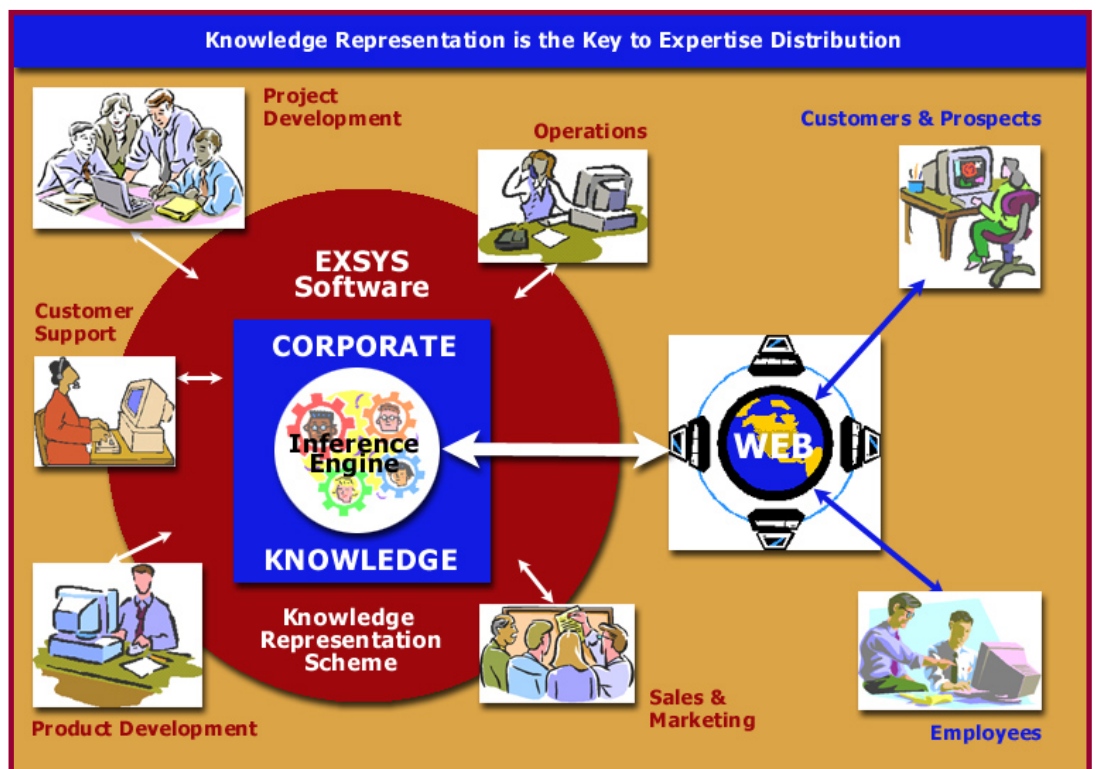 Knowledge Representation is the Key to Expertise Distribution
Project
Development
Operations
Customers & Prospects
EXSYS
Software
Customer
Support
CORPORATE
Inference
Engine
WEB
KNOWLEDGE
Knowledge
Representation
Scheme
Sales &
Marketing
Product Development
Employees